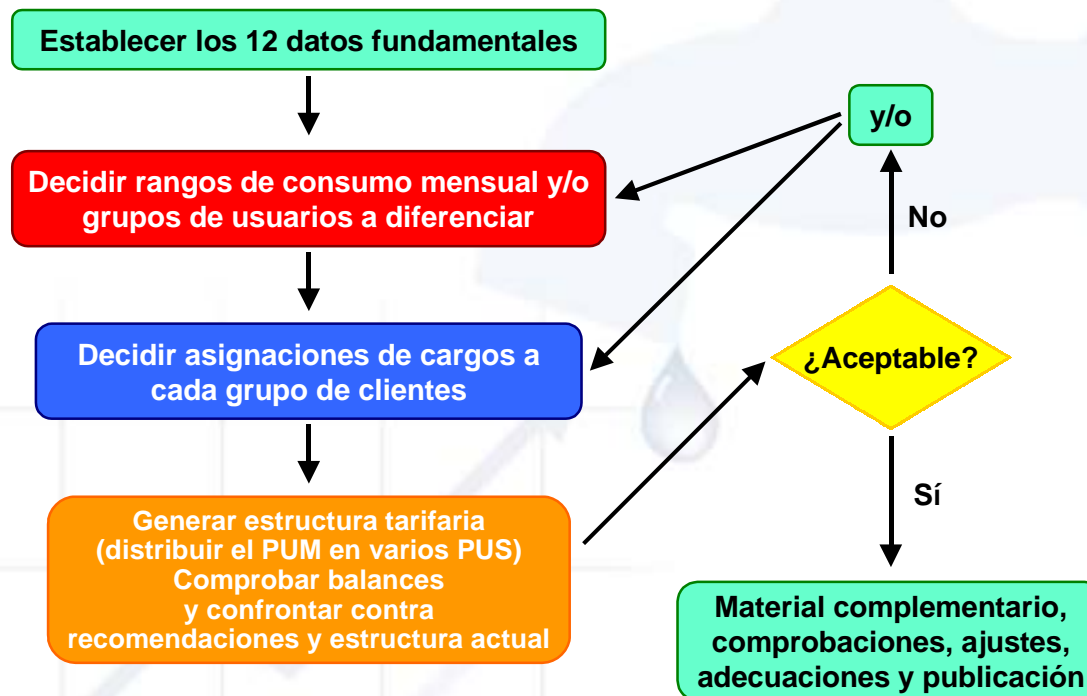 Establecer los 12 datos fundamentales
y/o
Decidir rangos de consumo mensual y/o
grupos de usuarios a diferenciar
No
Decidir asignaciones de cargos a
cada grupo de clientes
¿Aceptable?
Sí
Generar estructura tarifaria
(distribuir el PUM en varios PUS)
Comprobar balances
y confrontar contra
recomendaciones y estructura actual
Material complementario,
comprobaciones, ajustes,
adecuaciones y publicación